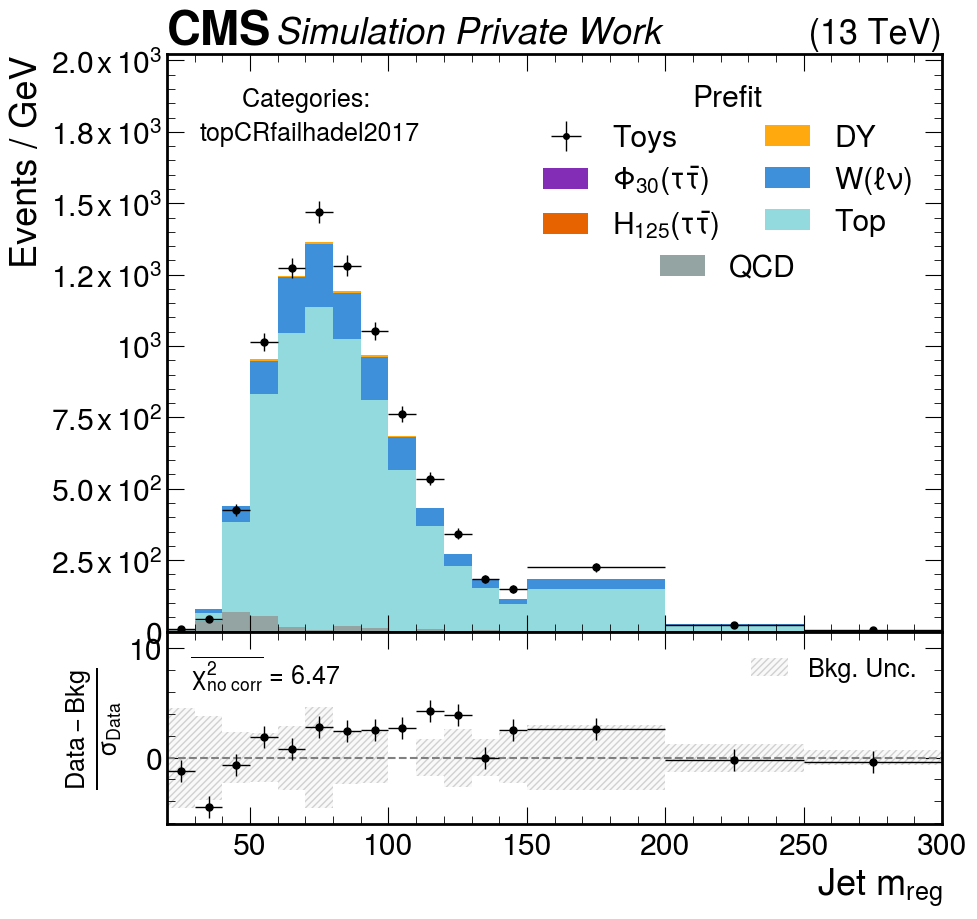 CMS Simulation Private Work (13 TeV)
Events / GeV
2.0 x 10³
1.8 x 10³
1.5 x 10³
1.2 x 10³
10³
7.5 x 10²
5.0 x 10²
2.5 x 10²
0
Categories:
topCRfailhadel2017
Prefit
Toys
Φ₃₀(ττ̄)
H₁₂₅(ττ̄)
DY
W(ℓν)
Top
QCD
Data – Bkg
σ_Data
10
0
χ²_no corr = 6.47
Bkg. Unc.
50 100 150 200 250 300
Jet m_reg